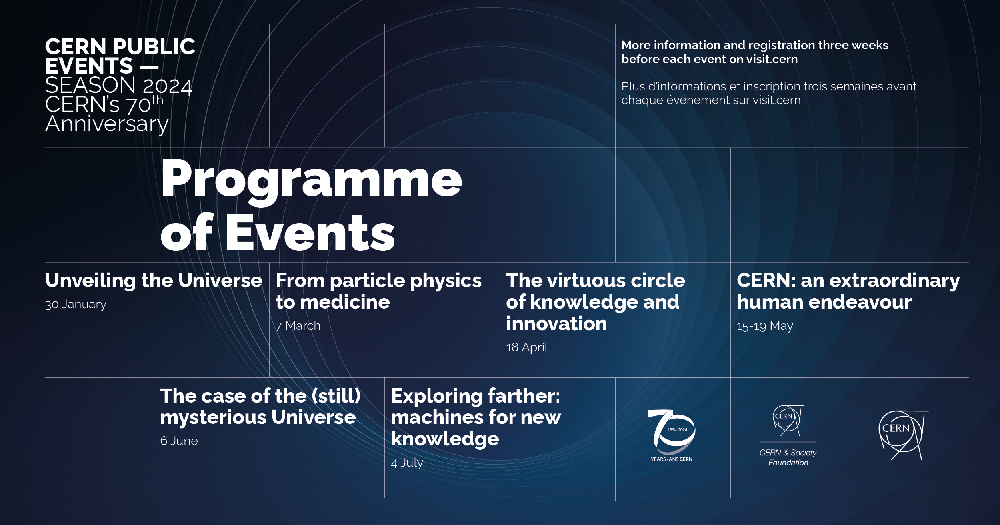 CERN PUBLIC
EVENTS —
SEASON 2024
CERN’s 70th
Anniversary
More information and registration three weeks
before each event on visit.cern
Plus d’informations et inscription trois semaines avant
chaque événement sur visit.cern
Programme
of Events
Unveiling the Universe
30 January
From particle physics
to medicine
7 March
The virtuous circle
of knowledge and
innovation
18 April
CERN: an extraordinary
human endeavour
15-19 May
The case of the (still)
mysterious Universe
6 June
Exploring farther:
machines for new
knowledge
4 July
70
1954-2024
YEARS/ANS CERN
CERN
CERN & Society
Foundation
CERN